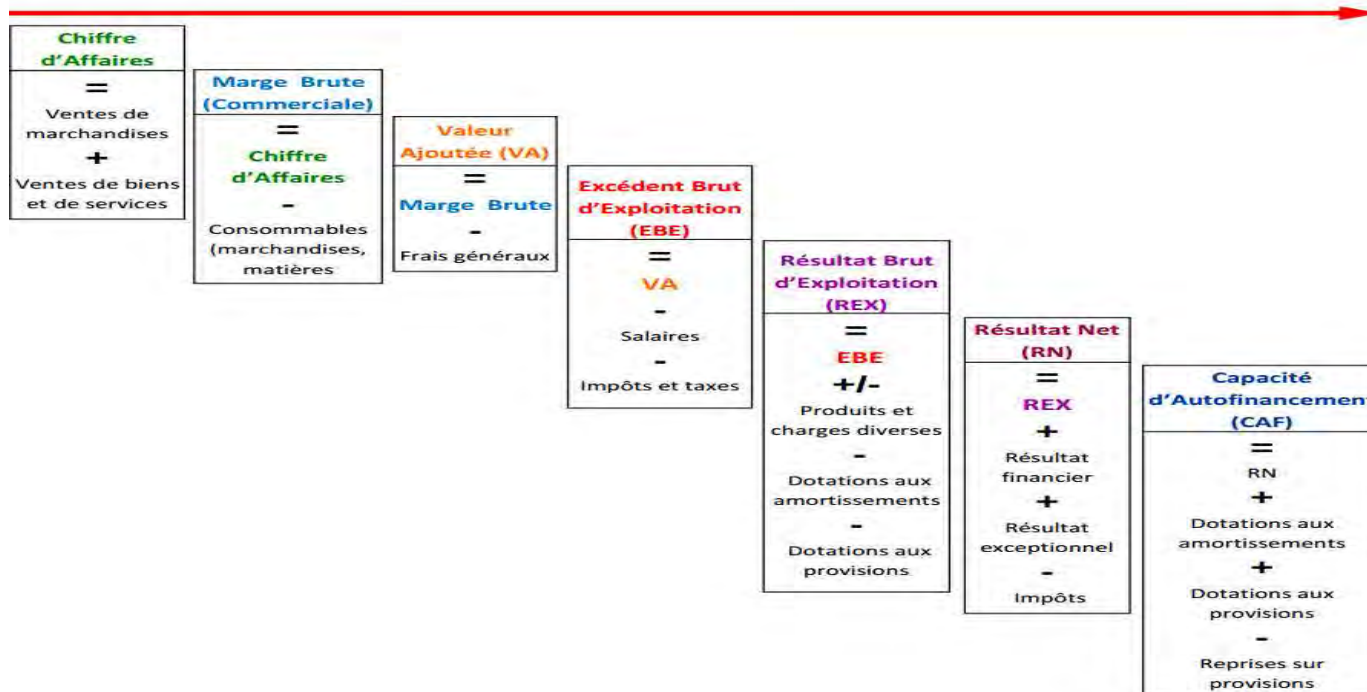 Chiffre
d'Affaires
=
Ventes de
marchandises
+
Ventes de biens
et de services
Marge Brute
(Commerciale)
=
Chiffre
d'Affaires
-
Consommables
(marchandises,
matières
Valeur
Ajoutée (VA)
=
Marge Brute
-
Frais généraux
Excédent Brut
d'Exploitation
(EBE)
=
VA
-
Salaires
-
Impôts et taxes
Résultat Brut
d'Exploitation
(REX)
=
EBE
+/-
Produits et
charges diverses
-
Dotations aux
amortissements
-
Dotations aux
provisions
Résultat Net
(RN)
=
REX
+
Résultat
financier
+
Résultat
exceptionnel
-
Impôts
Capacité
d'Autofinancement
(CAF)
=
RN
+
Dotations aux
amortissements
+
Dotations aux
provisions
-
Reprises sur
provisions